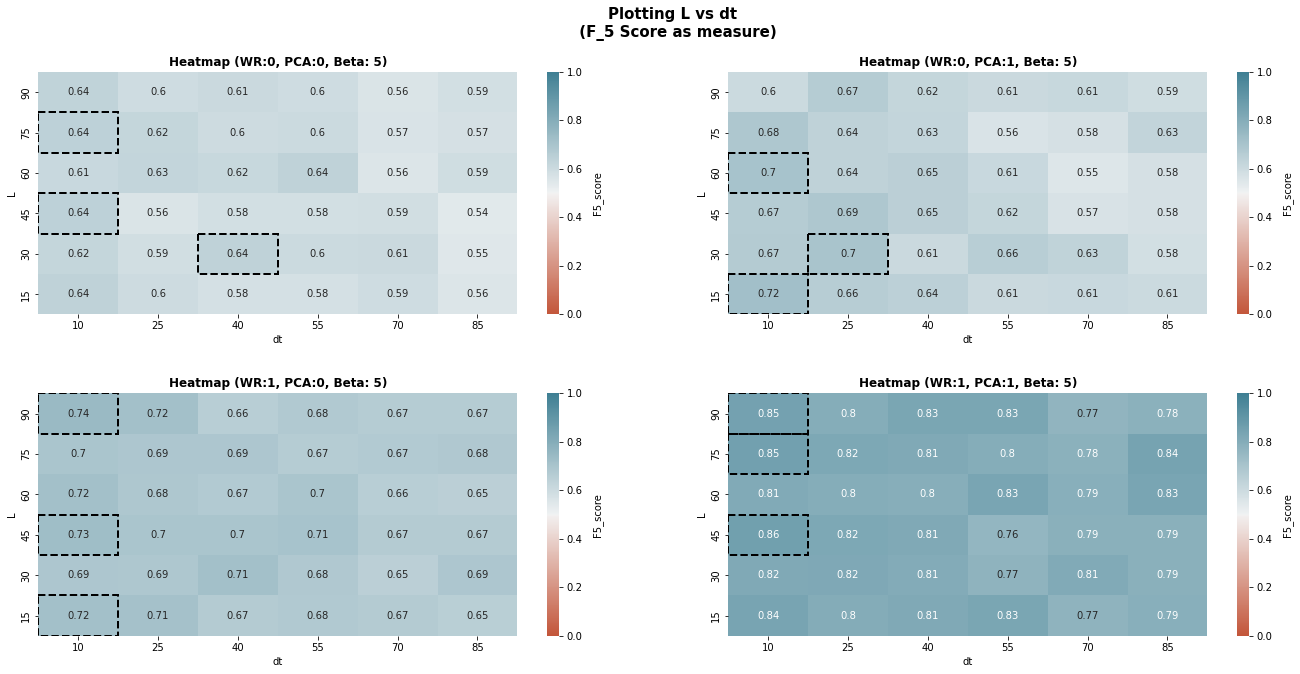 Plotting L vs dt
(F_5 Score as measure)
Heatmap (WR:0, PCA:0, Beta: 5)
90 0.64 0.6 0.61 0.6 0.56 0.59
75 0.64 0.62 0.6 0.6 0.57 0.57
60 0.61 0.63 0.62 0.64 0.56 0.59
45 0.64 0.56 0.58 0.58 0.59 0.54
30 0.62 0.59 0.64 0.6 0.61 0.55
15 0.64 0.6 0.58 0.58 0.59 0.56
10 25 40 55 70 85
dt
L
1.0
0.8
0.6
0.4
0.2
0.0
F5_score
Heatmap (WR:0, PCA:1, Beta: 5)
90 0.6 0.67 0.62 0.61 0.61 0.59
75 0.68 0.64 0.63 0.56 0.58 0.63
60 0.7 0.64 0.65 0.61 0.55 0.58
45 0.67 0.69 0.65 0.62 0.57 0.58
30 0.67 0.7 0.61 0.66 0.63 0.58
15 0.72 0.66 0.64 0.61 0.61 0.61
10 25 40 55 70 85
dt
L
1.0
0.8
0.6
0.4
0.2
0.0
F5_score
Heatmap (WR:1, PCA:0, Beta: 5)
90 0.74 0.72 0.66 0.68 0.67 0.67
75 0.7 0.69 0.69 0.67 0.67 0.68
60 0.72 0.68 0.67 0.7 0.66 0.65
45 0.73 0.7 0.7 0.71 0.67 0.67
30 0.69 0.69 0.71 0.68 0.65 0.69
15 0.72 0.71 0.67 0.68 0.67 0.65
10 25 40 55 70 85
dt
L
1.0
0.8
0.6
0.4
0.2
0.0
F5_score
Heatmap (WR:1, PCA:1, Beta: 5)
90 0.85 0.8 0.83 0.83 0.77 0.78
75 0.85 0.82 0.81 0.8 0.78 0.84
60 0.81 0.8 0.8 0.83 0.79 0.83
45 0.86 0.82 0.81 0.76 0.79 0.79
30 0.82 0.82 0.81 0.77 0.81 0.79
15 0.84 0.8 0.81 0.83 0.77 0.79
10 25 40 55 70 85
dt
L
1.0
0.8
0.6
0.4
0.2
0.0
F5_score